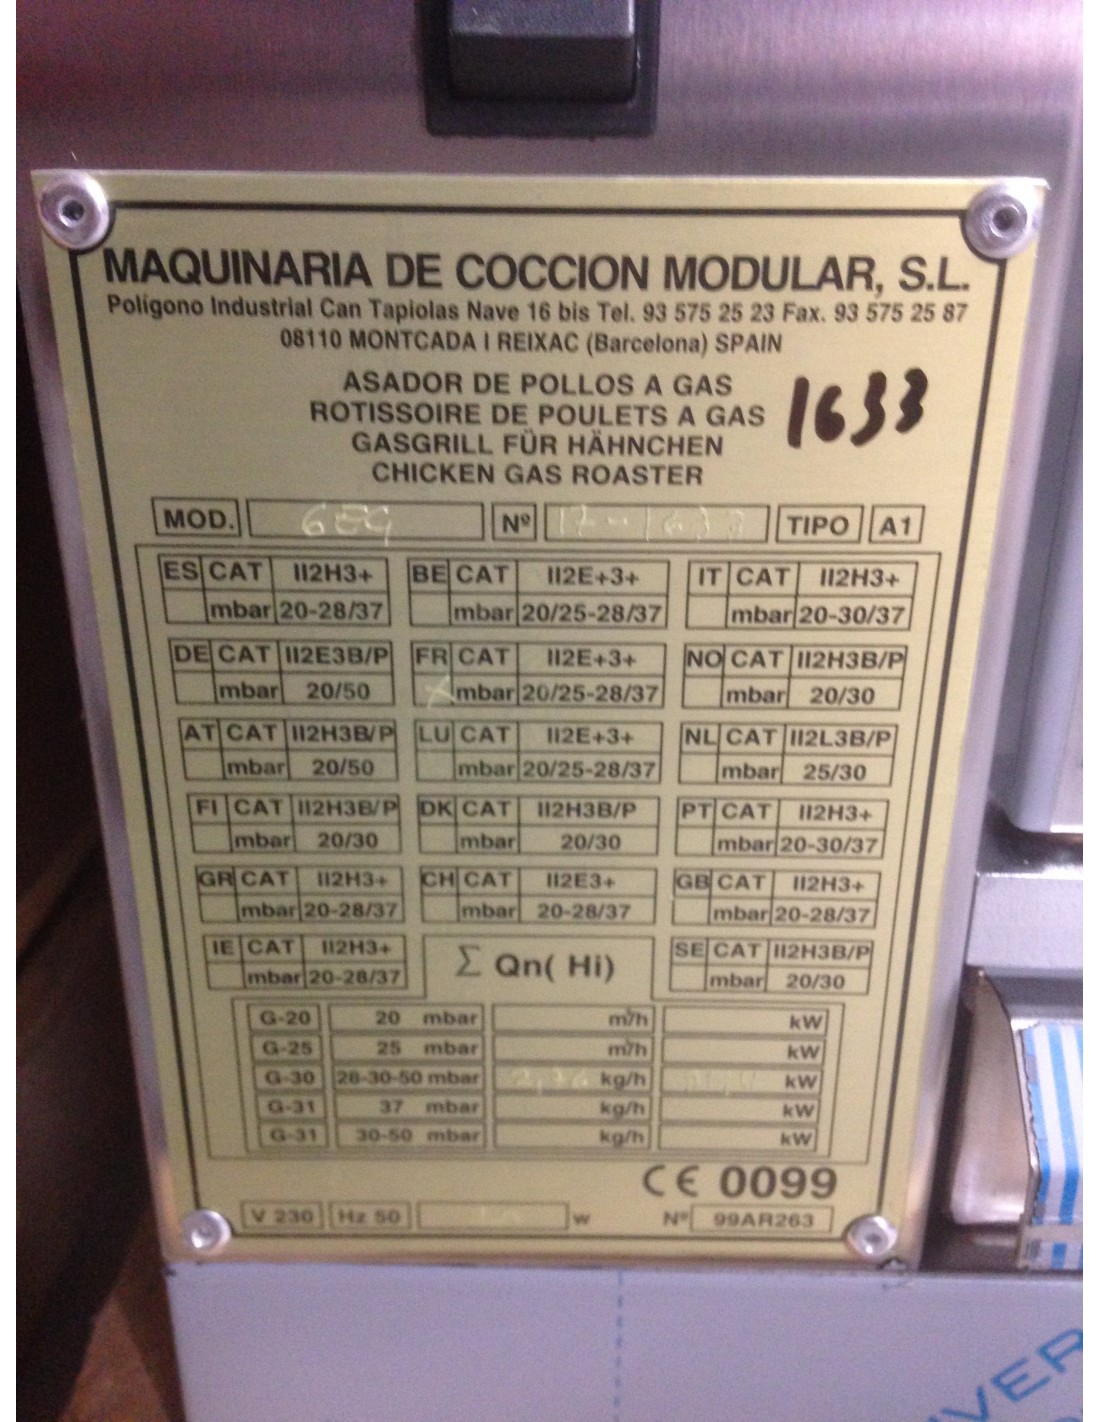 MAQUINARIA DE COCCION MODULAR, S.L.
Polígono Industrial Can Tapiolas Nave 16 bis Tel. 93 575 25 23 Fax. 93 575 25 87
08110 MONTCADA I REIXAC (Barcelona) SPAIN
ASADOR DE POLLOS A GAS
ROTISSOIRE DE POULETS A GAS
GASGRILL FÜR HÄHNCHEN
CHICKEN GAS ROASTER
1633
MOD. 6EG Nº 17-1633 TIPO A1
ES CAT II2H3+ BE CAT II2E+3+ IT CAT II2H3+
mbar 20-28/37 mbar 20/25-28/37 mbar 20-30/37
DE CAT II2E3B/P FR CAT II2E+3+ NO CAT II2H3B/P
mbar 20/50 X mbar 20/25-28/37 mbar 20/30
AT CAT II2H3B/P LU CAT II2E+3+ NL CAT II2L3B/P
mbar 20/50 mbar 20/25-28/37 mbar 25/30
FI CAT II2H3B/P DK CAT II2H3B/P PT CAT II2H3+
mbar 20/30 mbar 20/30 mbar 20-30/37
GR CAT II2H3+ CH CAT II2E3+ GB CAT II2H3+
mbar 20-28/37 mbar 20-28/37 mbar 20-28/37
IE CAT II2H3+ Σ Qn( Hi) SE CAT II2H3B/P
mbar 20-28/37 mbar 20/30
G-20 20 mbar m³/h kW
G-25 25 mbar m³/h kW
G-30 28-30-50 mbar kg/h kW
G-31 37 mbar kg/h kW
G-31 30-50 mbar kg/h kW
CE 0099
V 230 Hz 50 w Nº 99AR263
VER